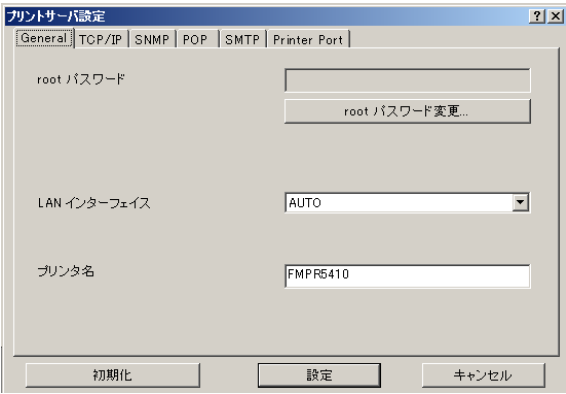 プリントサーバ設定
General TCP/IP SNMP POP SMTP Printer Port
root パスワード
root パスワード変更...
LAN インターフェイス AUTO
プリンタ名 FMPR5410
初期化 設定 キャンセル